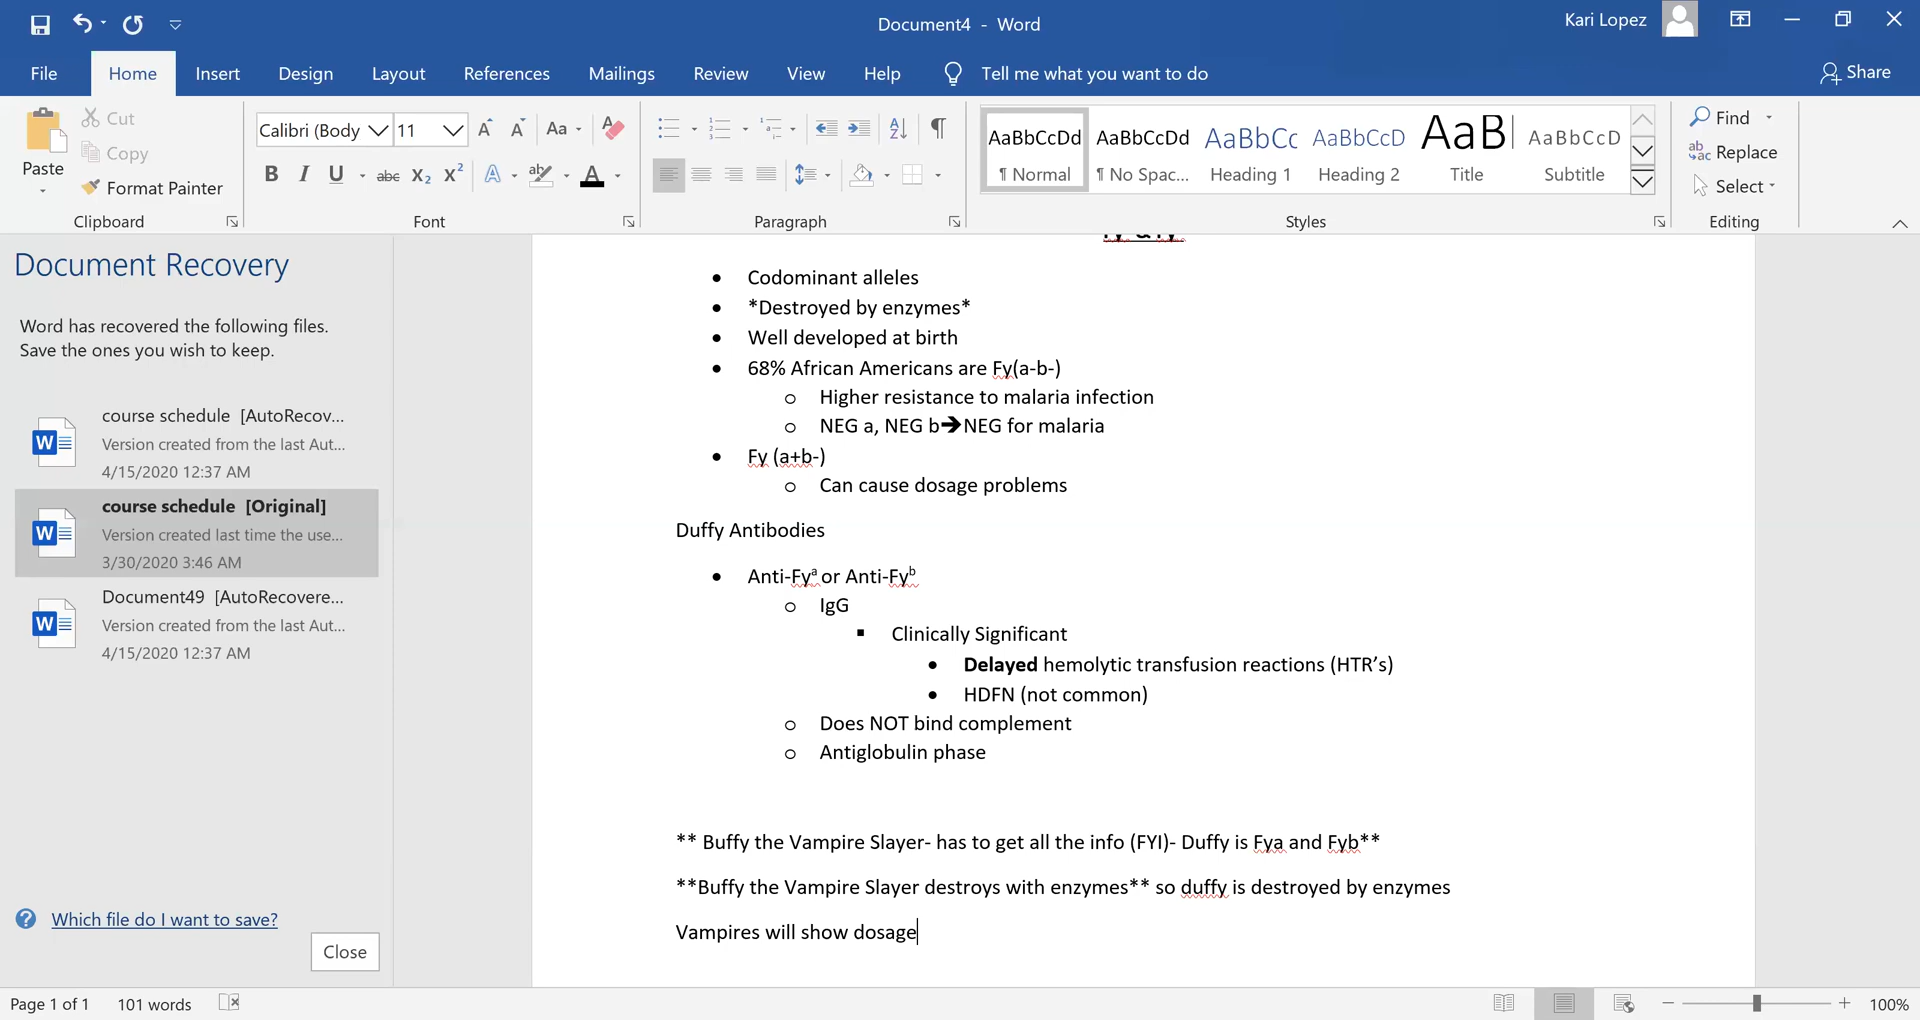 Document4 - Word
Kari Lopez
File Home Insert Design Layout References Mailings Review View Help Tell me what you want to do Share
Paste
Cut
Copy
Format Painter
Clipboard
Calibri (Body 11
Aa
B I U abc X₂ X² A A
Font
Paragraph
AaBbCcDd AaBbCcDd AaBbCc AaBbCcD AaB AaBbCcD
¶ Normal ¶ No Spac... Heading 1 Heading 2 Title Subtitle
Styles
Find
Replace
Select
Editing
Document Recovery
Word has recovered the following files.
Save the ones you wish to keep.
course schedule [AutoRecov...
Version created from the last Aut...
4/15/2020 12:37 AM
course schedule [Original]
Version created last time the use...
3/30/2020 3:46 AM
Document49 [AutoRecovere...
Version created from the last Aut...
4/15/2020 12:37 AM
Which file do I want to save?
Close
• Codominant alleles
• *Destroyed by enzymes*
• Well developed at birth
• 68% African Americans are Fy(a-b-)
o Higher resistance to malaria infection
o NEG a, NEG b➔NEG for malaria
• Fy (a+b-)
o Can cause dosage problems
Duffy Antibodies
• Anti-Fyᵃ or Anti-Fyᵇ
o IgG
▪ Clinically Significant
• Delayed hemolytic transfusion reactions (HTR’s)
• HDFN (not common)
o Does NOT bind complement
o Antiglobulin phase
** Buffy the Vampire Slayer- has to get all the info (FYI)- Duffy is Fya and Fyb**
**Buffy the Vampire Slayer destroys with enzymes** so duffy is destroyed by enzymes
Vampires will show dosage
Page 1 of 1 101 words
100%